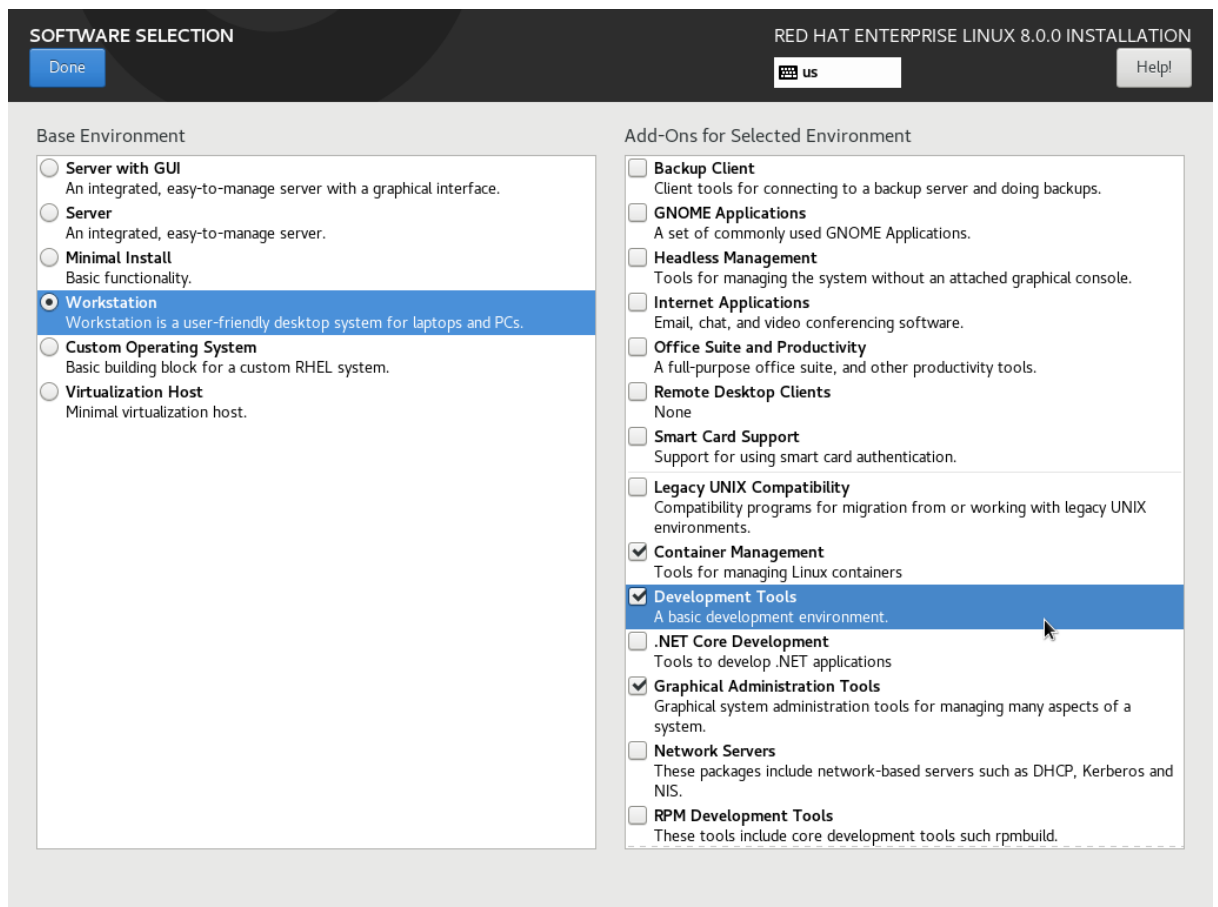 SOFTWARE SELECTION
Done
RED HAT ENTERPRISE LINUX 8.0.0 INSTALLATION
us
Help!
Base Environment
Server with GUI
An integrated, easy-to-manage server with a graphical interface.
Server
An integrated, easy-to-manage server.
Minimal Install
Basic functionality.
Workstation
Workstation is a user-friendly desktop system for laptops and PCs.
Custom Operating System
Basic building block for a custom RHEL system.
Virtualization Host
Minimal virtualization host.
Add-Ons for Selected Environment
Backup Client
Client tools for connecting to a backup server and doing backups.
GNOME Applications
A set of commonly used GNOME Applications.
Headless Management
Tools for managing the system without an attached graphical console.
Internet Applications
Email, chat, and video conferencing software.
Office Suite and Productivity
A full-purpose office suite, and other productivity tools.
Remote Desktop Clients
None
Smart Card Support
Support for using smart card authentication.
Legacy UNIX Compatibility
Compatibility programs for migration from or working with legacy UNIX
environments.
Container Management
Tools for managing Linux containers
Development Tools
A basic development environment.
.NET Core Development
Tools to develop .NET applications
Graphical Administration Tools
Graphical system administration tools for managing many aspects of a
system.
Network Servers
These packages include network-based servers such as DHCP, Kerberos and
NIS.
RPM Development Tools
These tools include core development tools such rpmbuild.